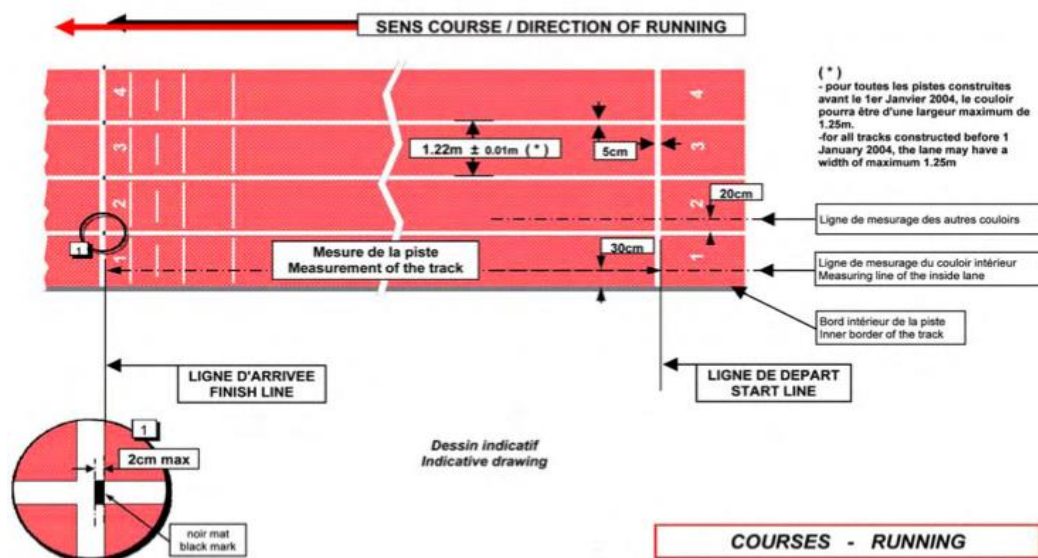 SENS COURSE / DIRECTION OF RUNNING
4
3
2
1
4
3
2
1
1.22m ± 0.01m (*)
5cm
20cm
30cm
( * )
- pour toutes les pistes construites
avant le 1er Janvier 2004, le couloir
pourra être d'une largeur maximum de
1.25m.
-for all tracks constructed before 1
January 2004, the lane may have a
width of maximum 1.25m
Ligne de mesurage des autres couloirs
1
Mesure de la piste
Measurement of the track
Ligne de mesurage du couloir intérieur
Measuring line of the inside lane
Bord intérieur de la piste
Inner border of the track
LIGNE D'ARRIVEE
FINISH LINE
LIGNE DE DEPART
START LINE
1
2cm max
Dessin indicatif
Indicative drawing
noir mat
black mark
COURSES - RUNNING